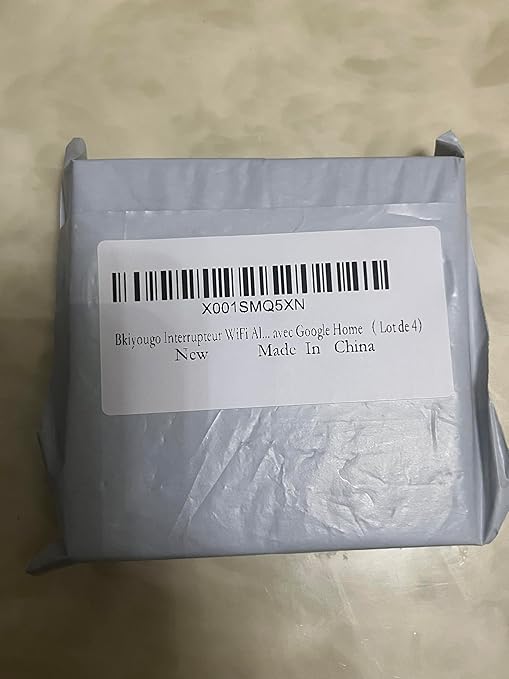 X001SMQ5XN
Bkiyougo Interrupteur WiFi Al... avec Google Home ( Lot de 4)
New Made In China